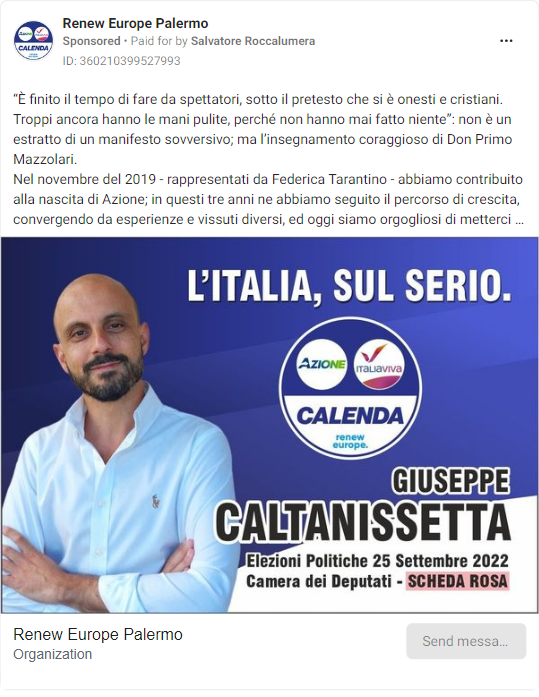 Renew Europe Palermo
Sponsored • Paid for by Salvatore Roccalumera
ID: 360210399527993
“È finito il tempo di fare da spettatori, sotto il pretesto che si è onesti e cristiani.
Troppi ancora hanno le mani pulite, perché non hanno mai fatto niente”: non è un
estratto di un manifesto sovversivo; ma l’insegnamento coraggioso di Don Primo
Mazzolari.
Nel novembre del 2019 - rappresentati da Federica Tarantino - abbiamo contribuito
alla nascita di Azione; in questi tre anni ne abbiamo seguito il percorso di crescita,
convergendo da esperienze e vissuti diversi, ed oggi siamo orgogliosi di metterci ...
L’ITALIA, SUL SERIO.
AZIONE
ITALIAVIVA
CALENDA
renew
europe.
GIUSEPPE
CALTANISSETTA
Elezioni Politiche 25 Settembre 2022
Camera dei Deputati - SCHEDA ROSA
Renew Europe Palermo
Organization
Send messa...